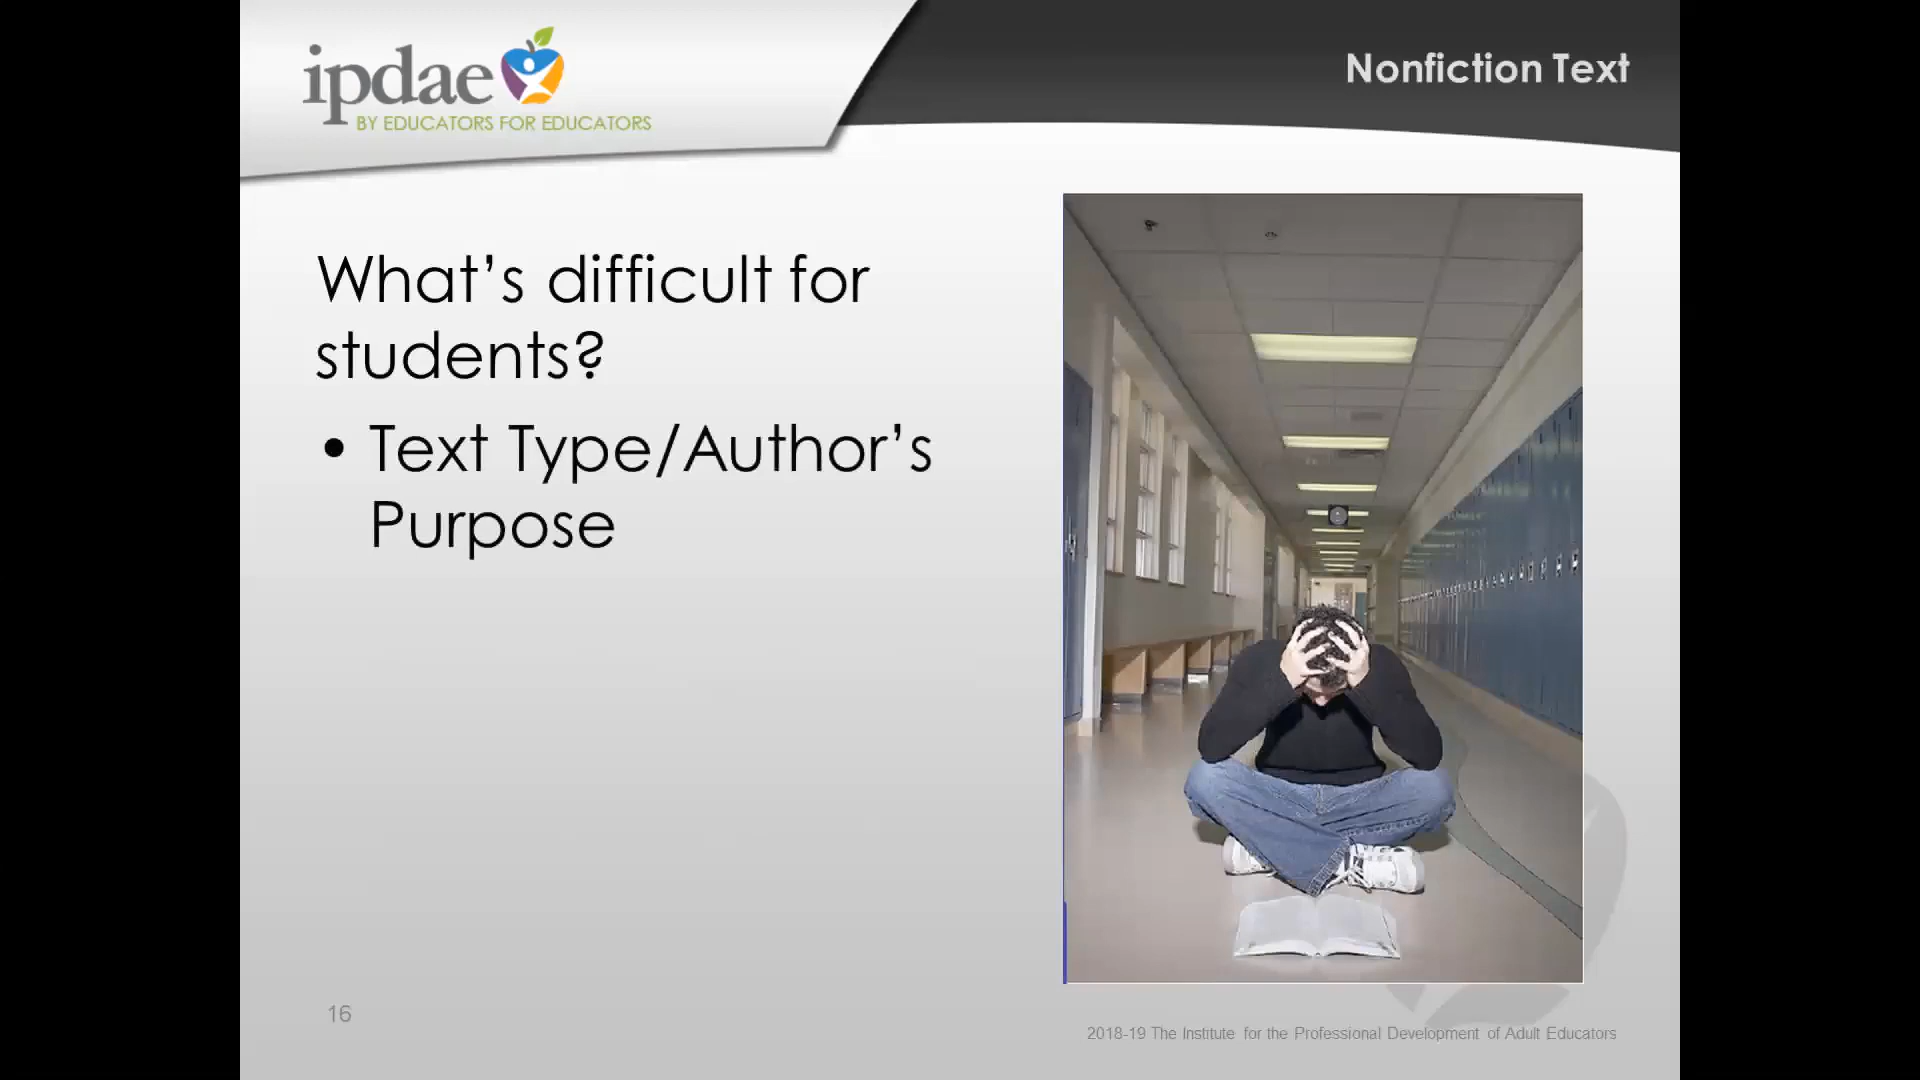 ipdae
BY EDUCATORS FOR EDUCATORS
Nonfiction Text
What’s difficult for
students?
• Text Type/Author’s
Purpose
16
2018-19 The Institute for the Professional Development of Adult Educators